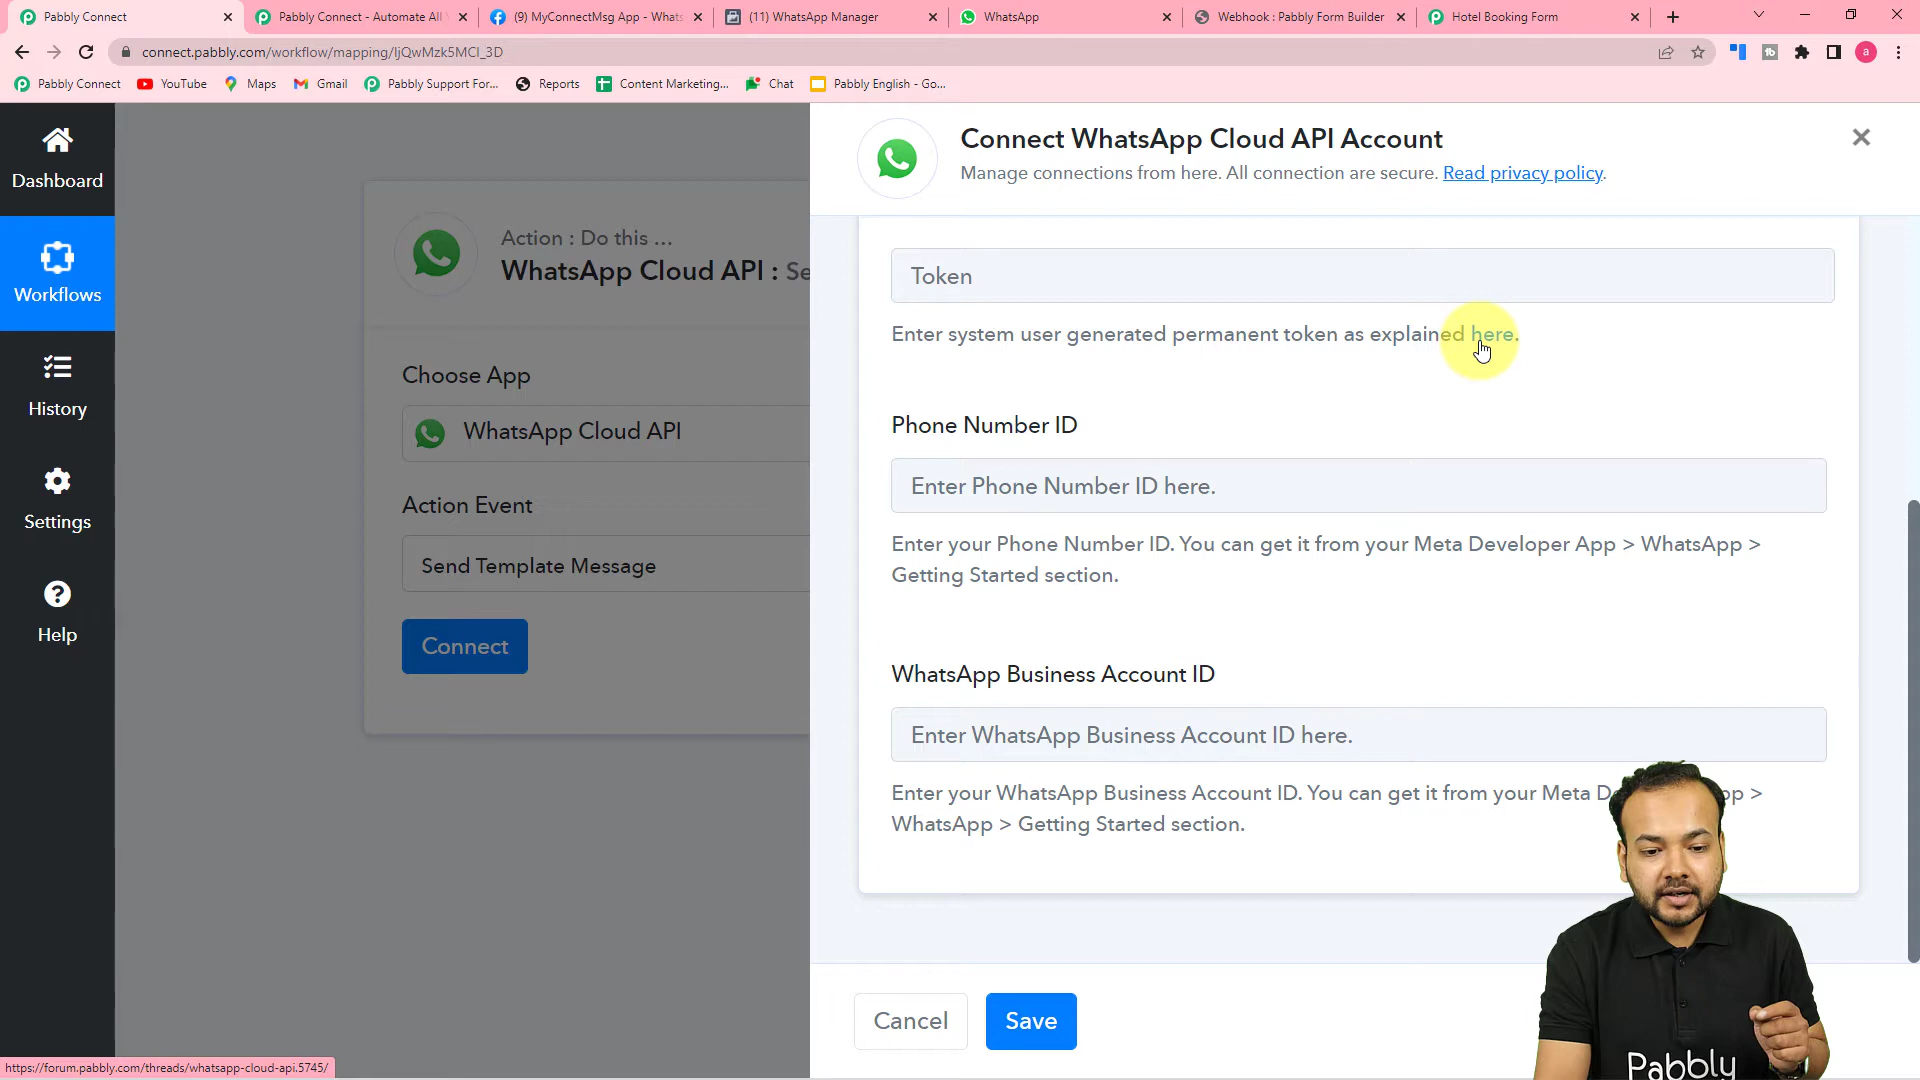 Pabbly Connect
Pabbly Connect - Automate All
(9) MyConnectMsg App - Whats
(11) WhatsApp Manager
WhatsApp
Webhook : Pabbly Form Builder
Hotel Booking Form
connect.pabbly.com/workflow/mapping/IjQwMzk5MCI_3D
a
Pabbly Connect
YouTube
Maps
Gmail
Pabbly Support For...
Reports
Content Marketing...
Chat
Pabbly English - Go...
Dashboard
Workflows
History
Settings
Help
Action : Do this ...
WhatsApp Cloud API : Se
Choose App
WhatsApp Cloud API
Action Event
Send Template Message
Connect
Connect WhatsApp Cloud API Account
Manage connections from here. All connection are secure. Read privacy policy.
Token
Enter system user generated permanent token as explained here.
Phone Number ID
Enter Phone Number ID here.
Enter your Phone Number ID. You can get it from your Meta Developer App > WhatsApp >
Getting Started section.
WhatsApp Business Account ID
Enter WhatsApp Business Account ID here.
Enter your WhatsApp Business Account ID. You can get it from your Meta
WhatsApp > Getting Started section.
Cancel
Save
Pabbly
https://forum.pabbly.com/threads/whatsapp-cloud-api.5745/